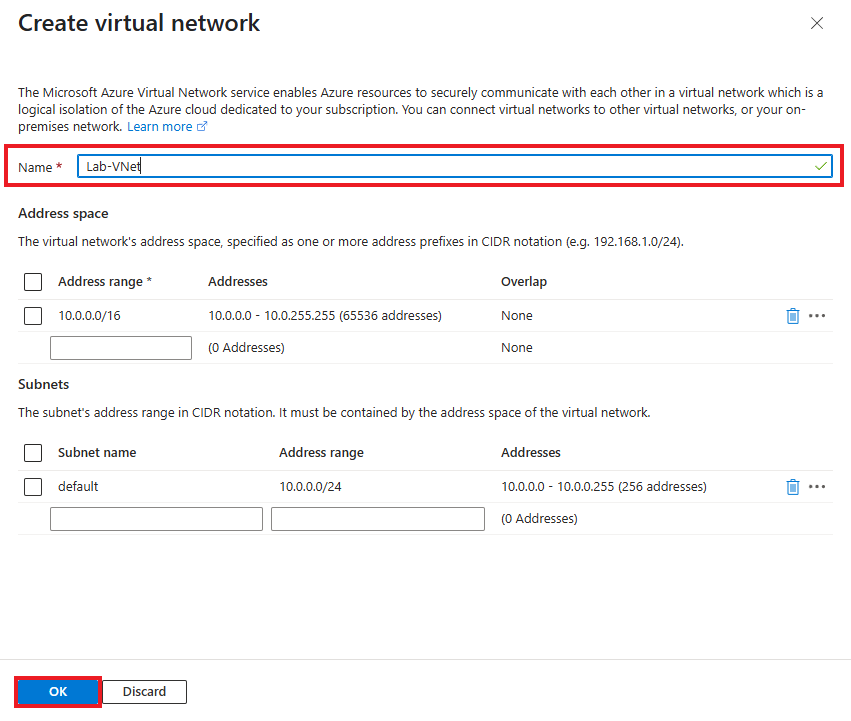 Create virtual network
The Microsoft Azure Virtual Network service enables Azure resources to securely communicate with each other in a virtual network which is a
logical isolation of the Azure cloud dedicated to your subscription. You can connect virtual networks to other virtual networks, or your on-
premises network. Learn more
Name * Lab-VNet
Address space
The virtual network's address space, specified as one or more address prefixes in CIDR notation (e.g. 192.168.1.0/24).
Address range * Addresses Overlap
10.0.0.0/16 10.0.0.0 - 10.0.255.255 (65536 addresses) None
(0 Addresses) None
Subnets
The subnet's address range in CIDR notation. It must be contained by the address space of the virtual network.
Subnet name Address range Addresses
default 10.0.0.0/24 10.0.0.0 - 10.0.0.255 (256 addresses)
(0 Addresses)
OK Discard